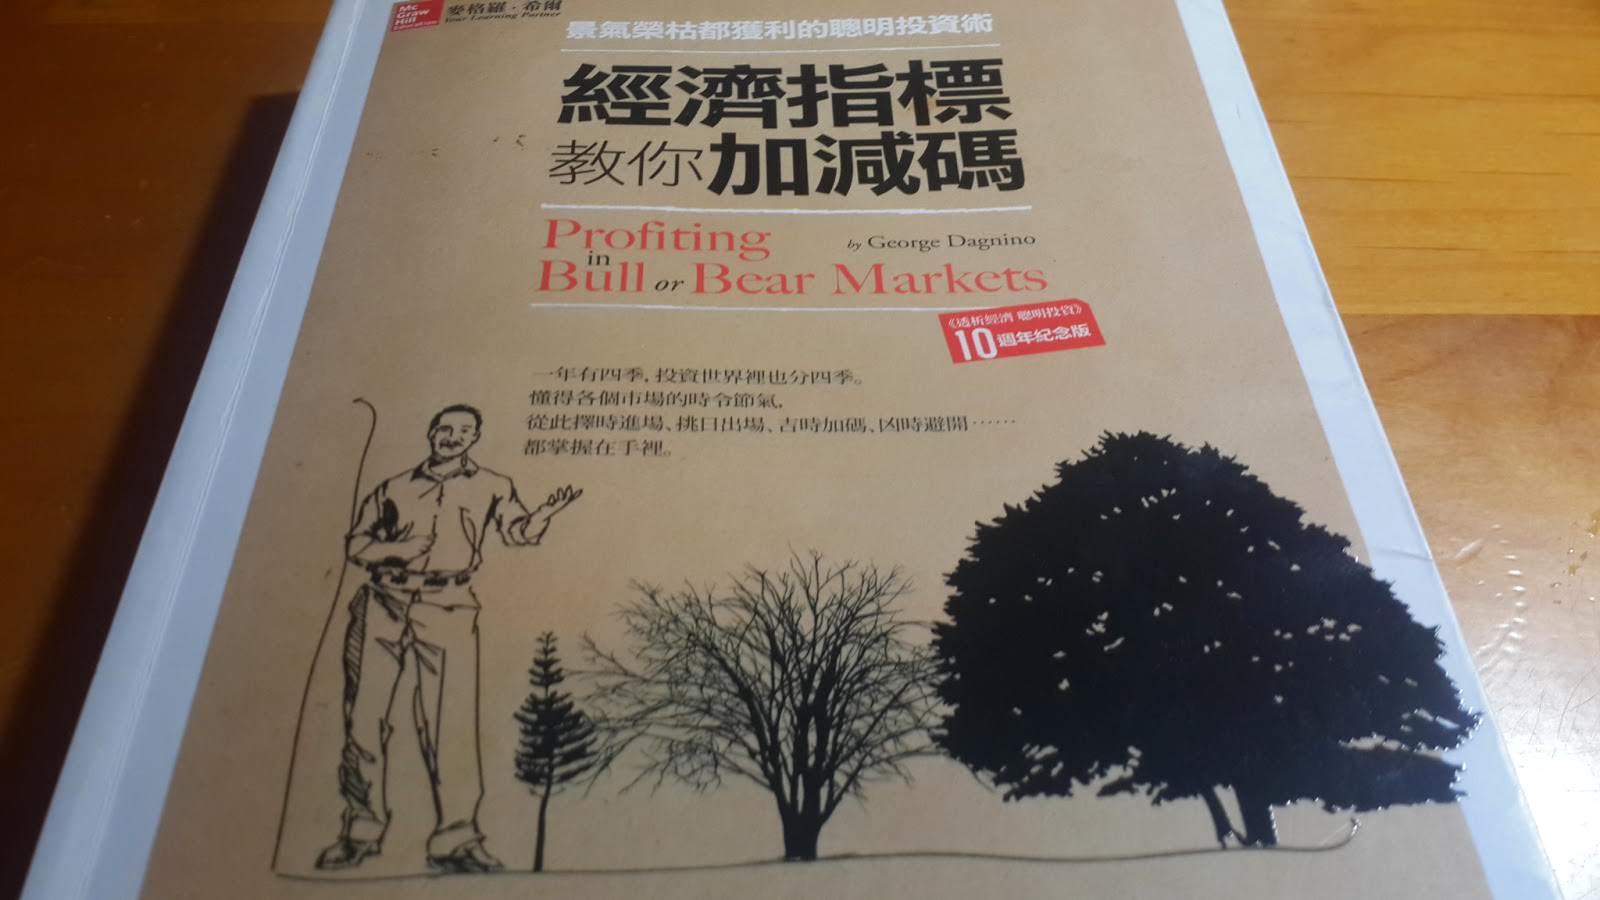 Mc
Graw
Hill
Education
麥格羅・希爾
Your Learning Partner
景氣榮枯都獲利的聰明投資術
經濟指標
教你加減碼
Profiting
in
Bull or Bear Markets
by George Dagnino
《透析經濟 聰明投資》
10週年紀念版
一年有四季，投資世界裡也分四季。
懂得各個市場的時令節氣，
從此擇時進場、挑日出場、吉時加碼、凶時避開……
都掌握在手裡。